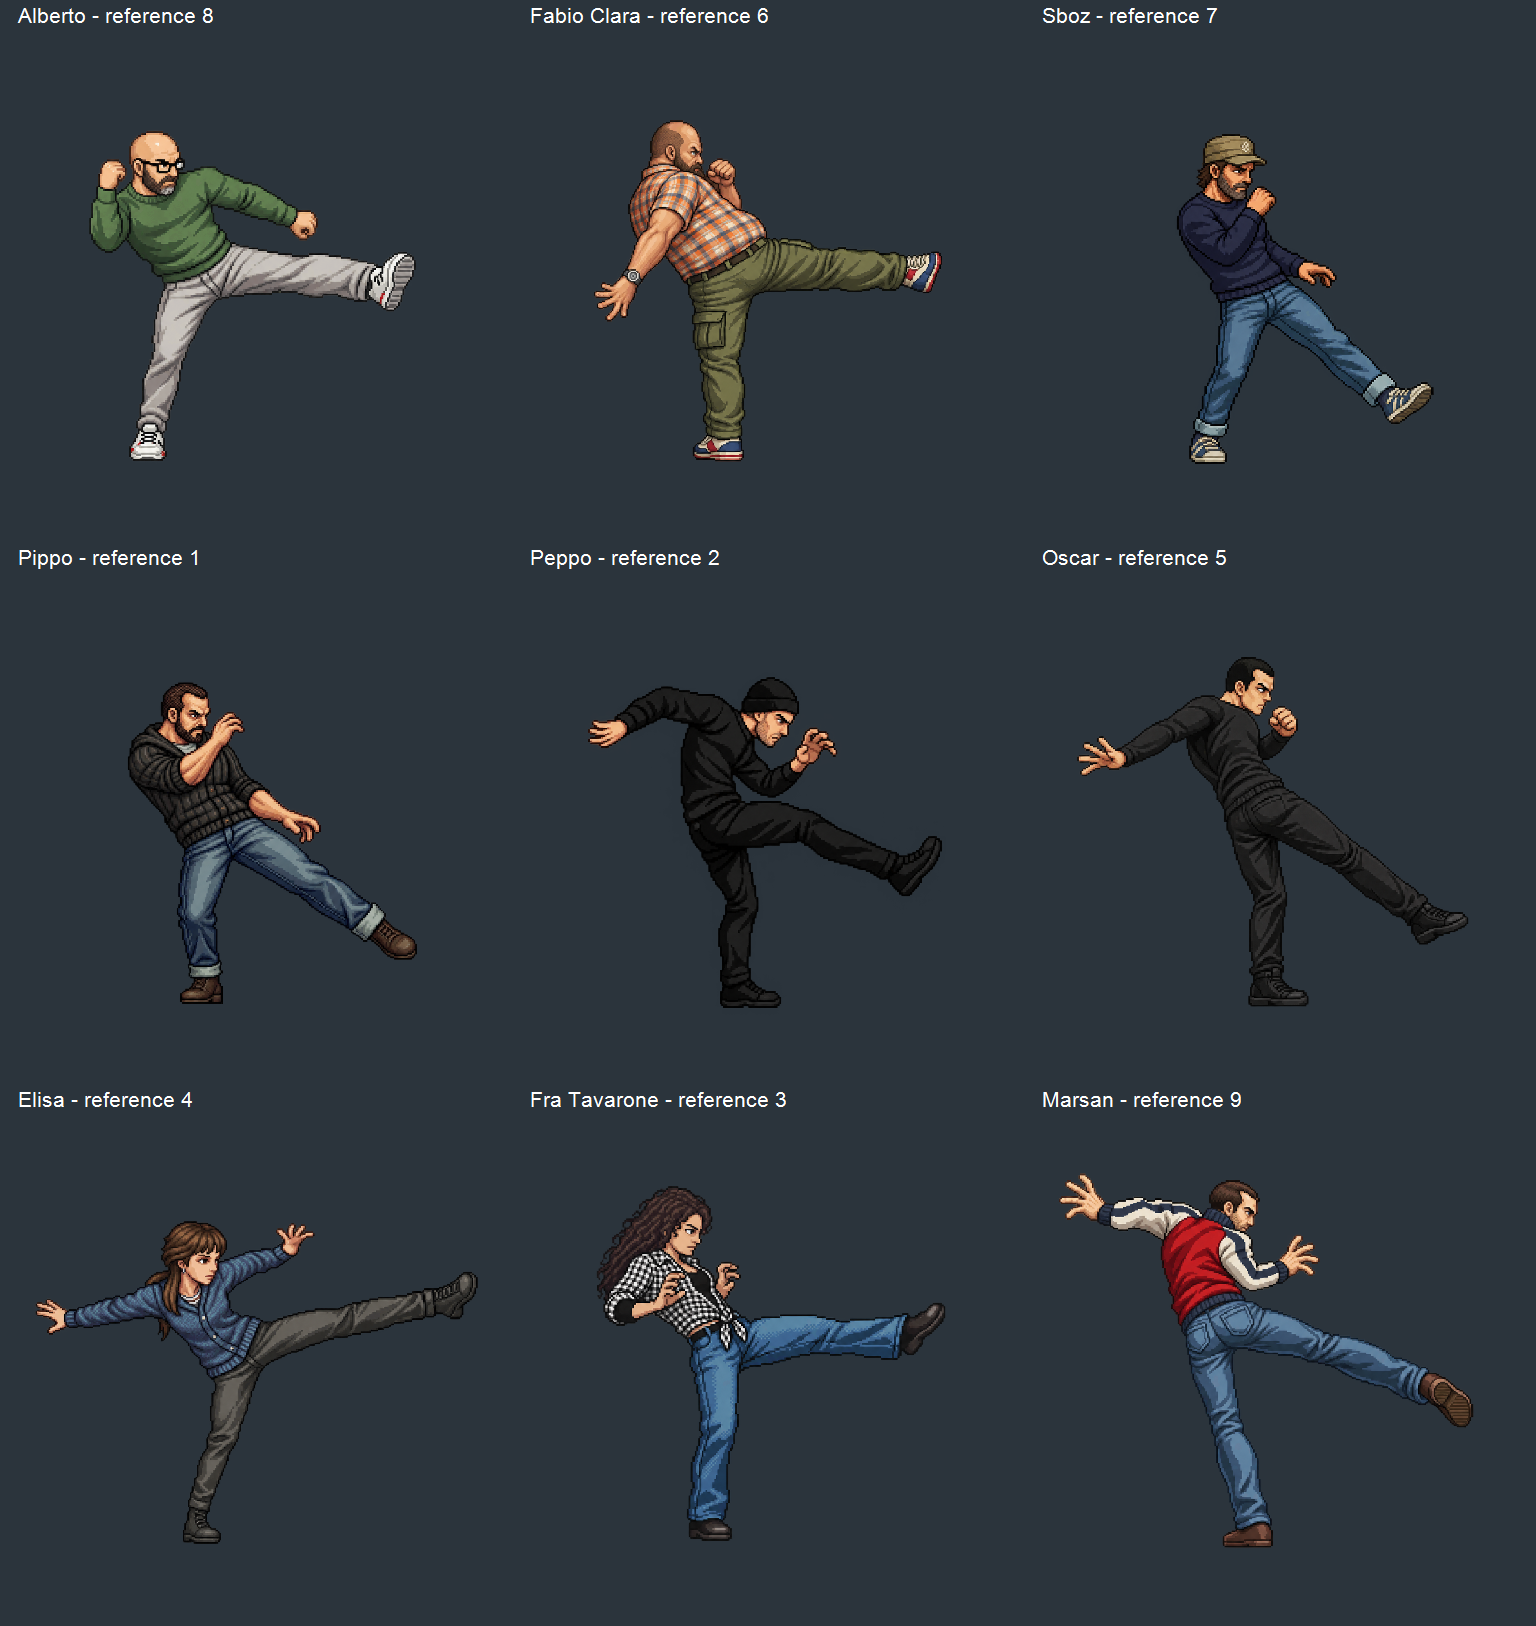 Alberto - reference 8
Fabio Clara - reference 6
Sboz - reference 7
Pippo - reference 1
Peppo - reference 2
Oscar - reference 5
Elisa - reference 4
Fra Tavarone - reference 3
Marsan - reference 9